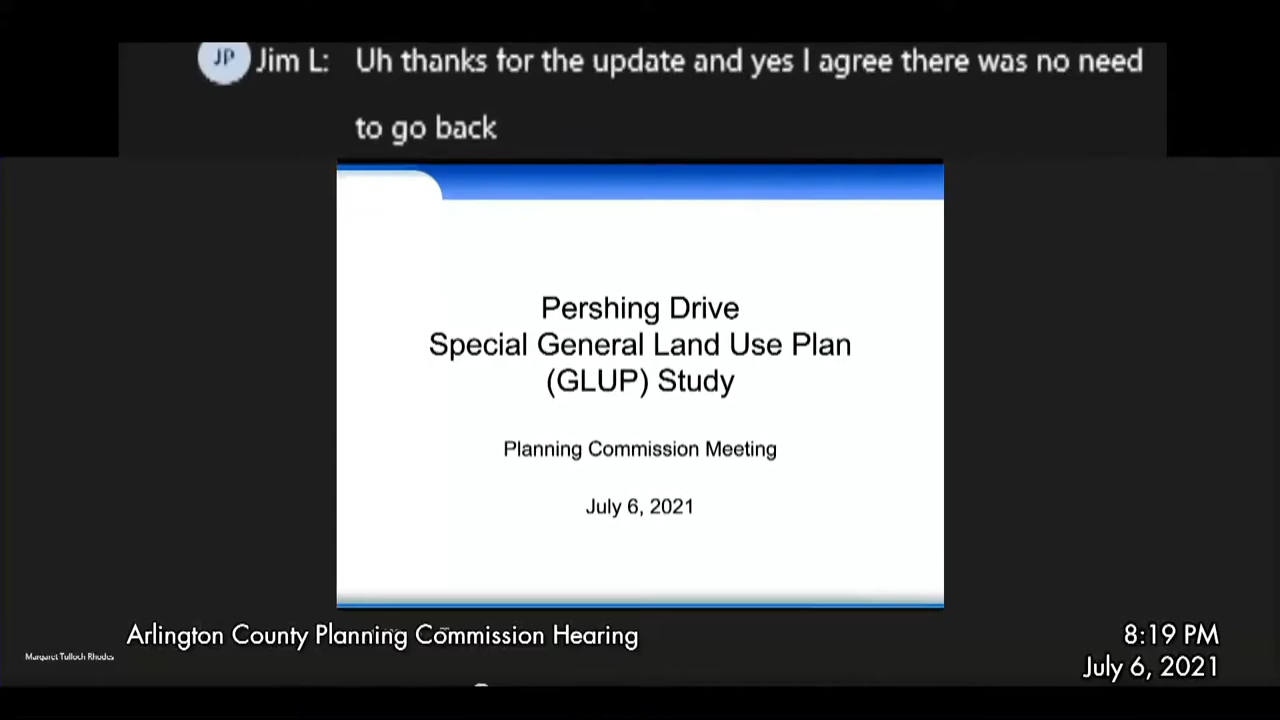 JP Jim L: Uh thanks for the update and yes I agree there was no need
to go back
Pershing Drive
Special General Land Use Plan
(GLUP) Study
Planning Commission Meeting
July 6, 2021
Arlington County Planning Commission Hearing
8:19 PM
Margaret Tulloch Rhodes
July 6, 2021